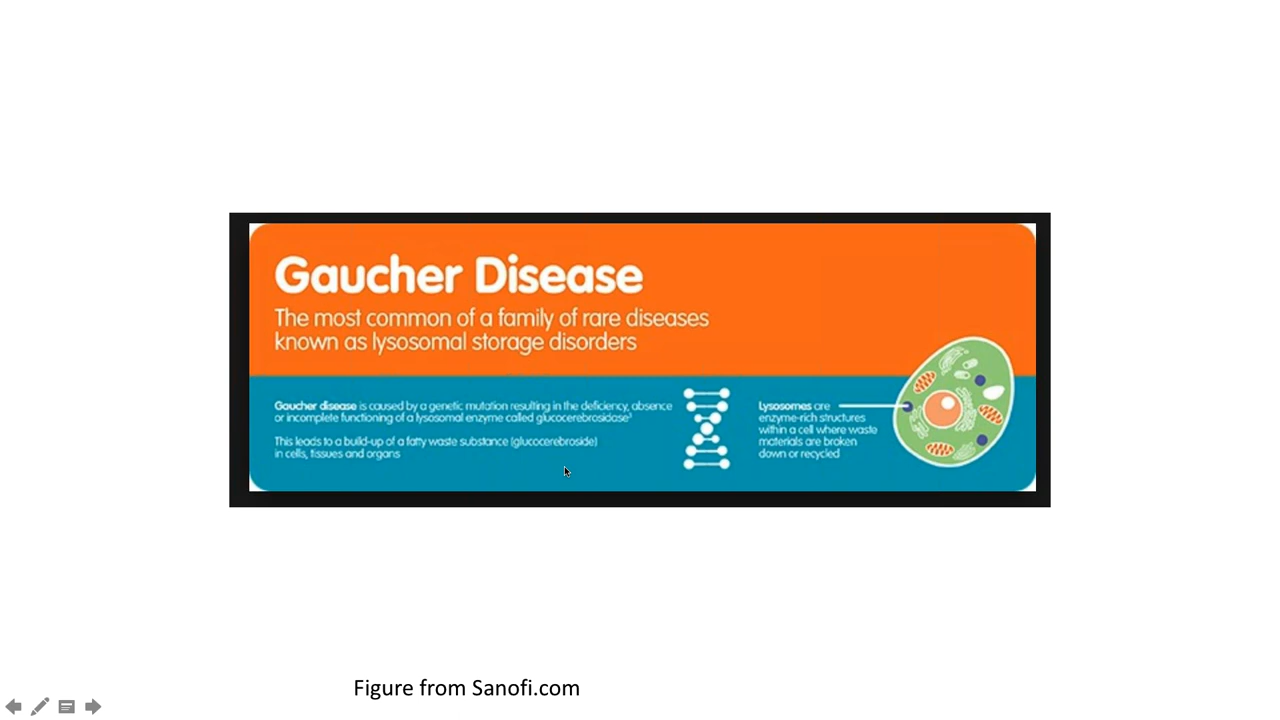 Gaucher Disease
The most common of a family of rare diseases
known as lysosomal storage disorders
Gaucher disease is caused by a genetic mutation resulting in the deficiency, absence
or incomplete functioning of a lysosomal enzyme called glucocerebrosidase¹
This leads to a build-up of a fatty waste substance (glucocerebroside)
in cells, tissues and organs
Lysosomes are
enzyme-rich structures
within a cell where waste
materials are broken
down or recycled
Figure from Sanofi.com